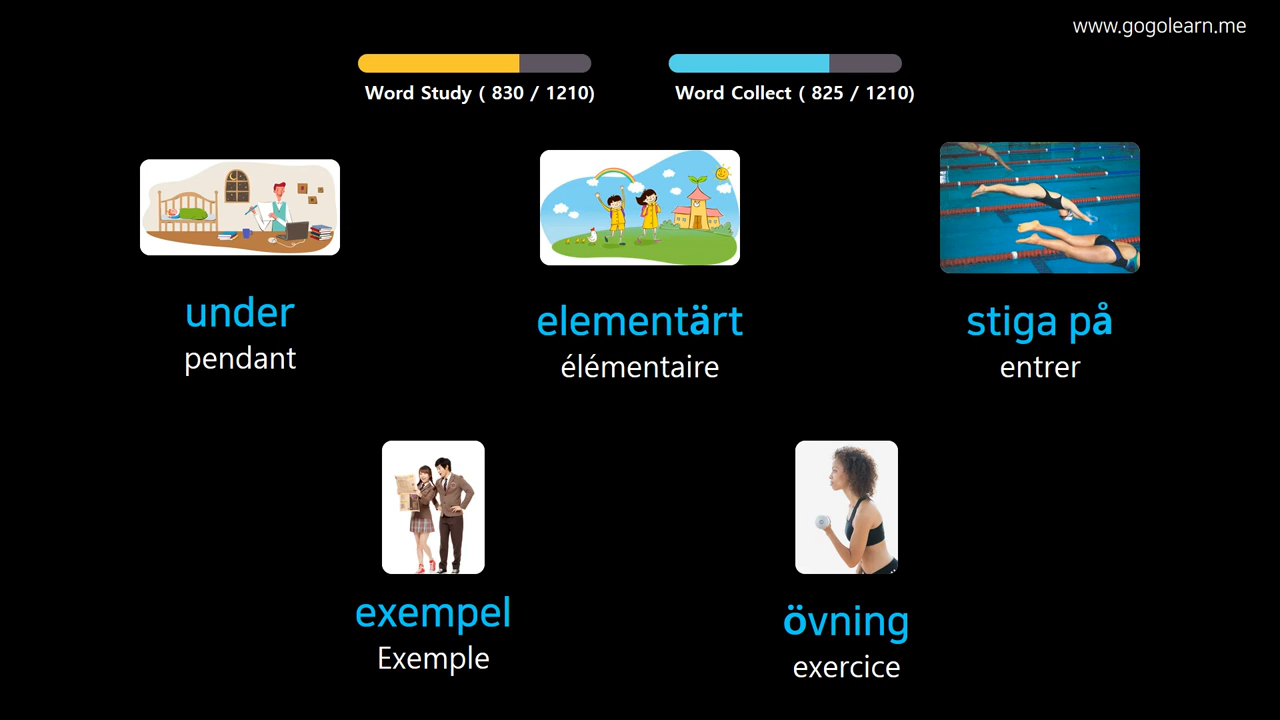 www.gogolearn.me
Word Study ( 830 / 1210)
Word Collect ( 825 / 1210)
under
pendant
elementärt
élémentaire
stiga på
entrer
exempel
Exemple
övning
exercice